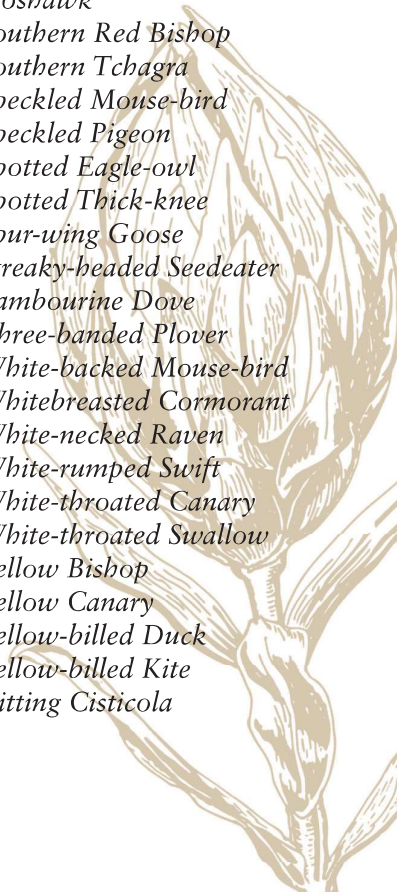 oshawk
outhern Red Bishop
outhern Tchagra
peckled Mouse-bird
peckled Pigeon
potted Eagle-owl
potted Thick-knee
pur-wing Goose
reaky-headed Seedeater
ambourine Dove
hree-banded Plover
White-backed Mouse-bird
Whitebreasted Cormorant
White-necked Raven
White-rumped Swift
White-throated Canary
White-throated Swallow
ellow Bishop
ellow Canary
ellow-billed Duck
ellow-billed Kite
itting Cisticola